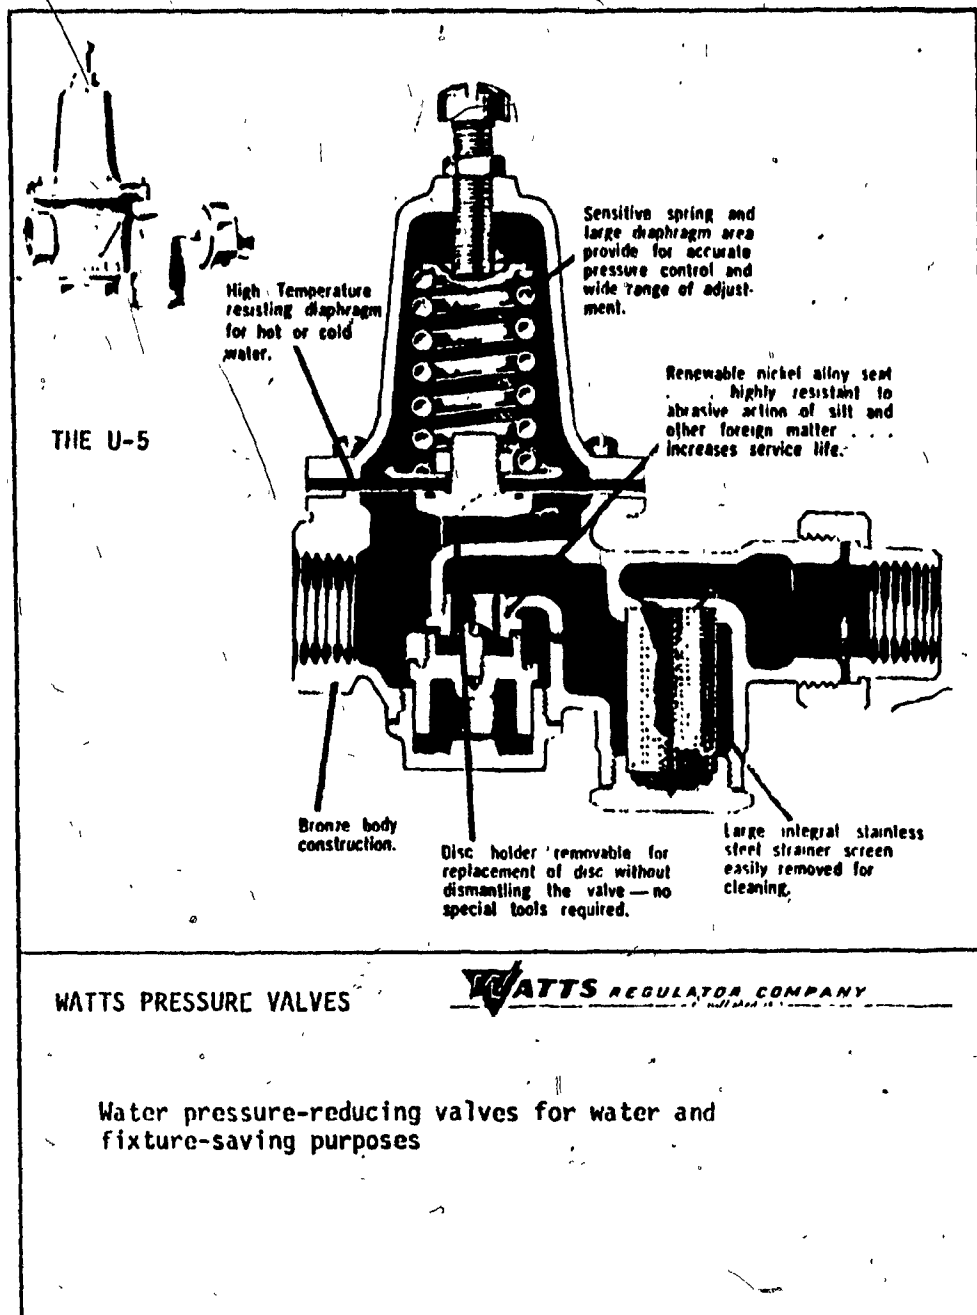 Sensitive spring and
large diaphragm area
provide for accurate
pressure control and
wide range of adjust-
ment.
High Temperature
resisting diaphragm
for hot or cold
water.
Renewable nickel alloy seat
. . highly resistant to
abrasive action of silt and
other foreign matter . . .
increases service life.
THE U-5
Bronze body
construction.
Disc holder removable for
replacement of disc without
dismantling the valve — no
special tools required.
Large integral stainless
steel strainer screen
easily removed for
cleaning.
WATTS PRESSURE VALVES
WATTS REGULATOR COMPANY
Water pressure-reducing valves for water and
fixture-saving purposes